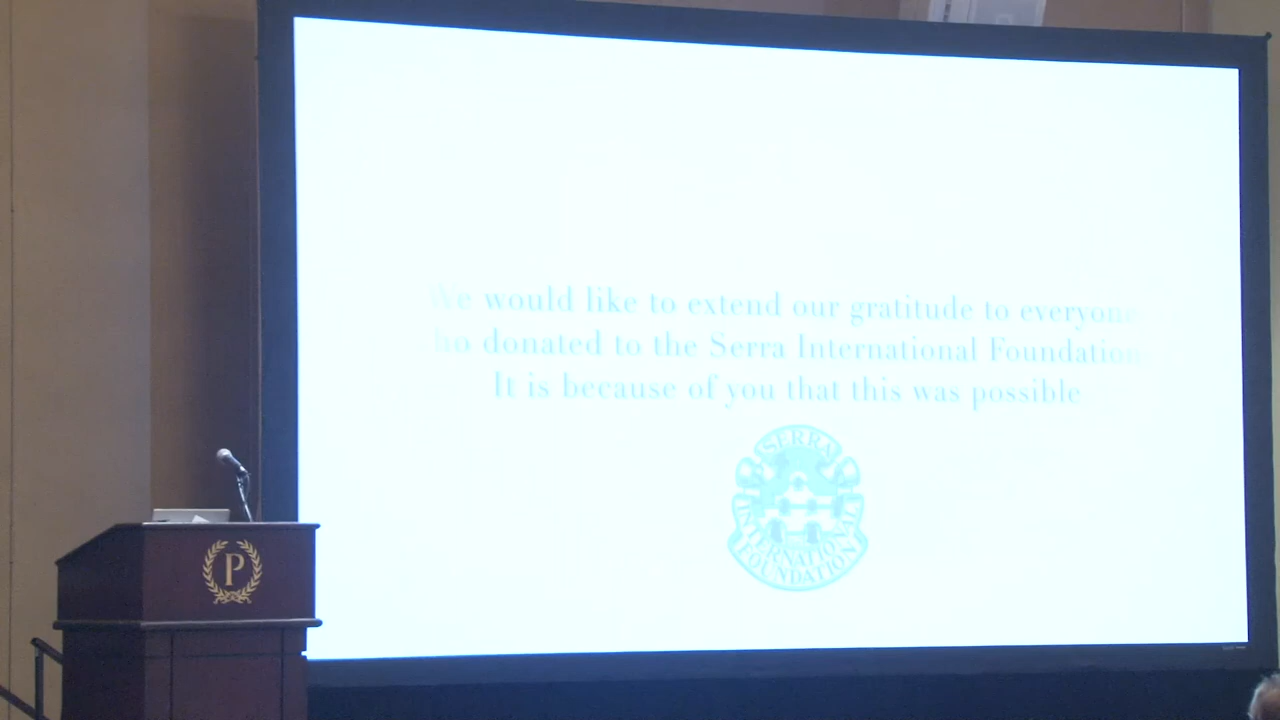 We would like to extend our gratitude to everyone
who donated to the Serra International Foundation
It is because of you that this was possible
SERRA
INTERNATIONAL
FOUNDATION
P